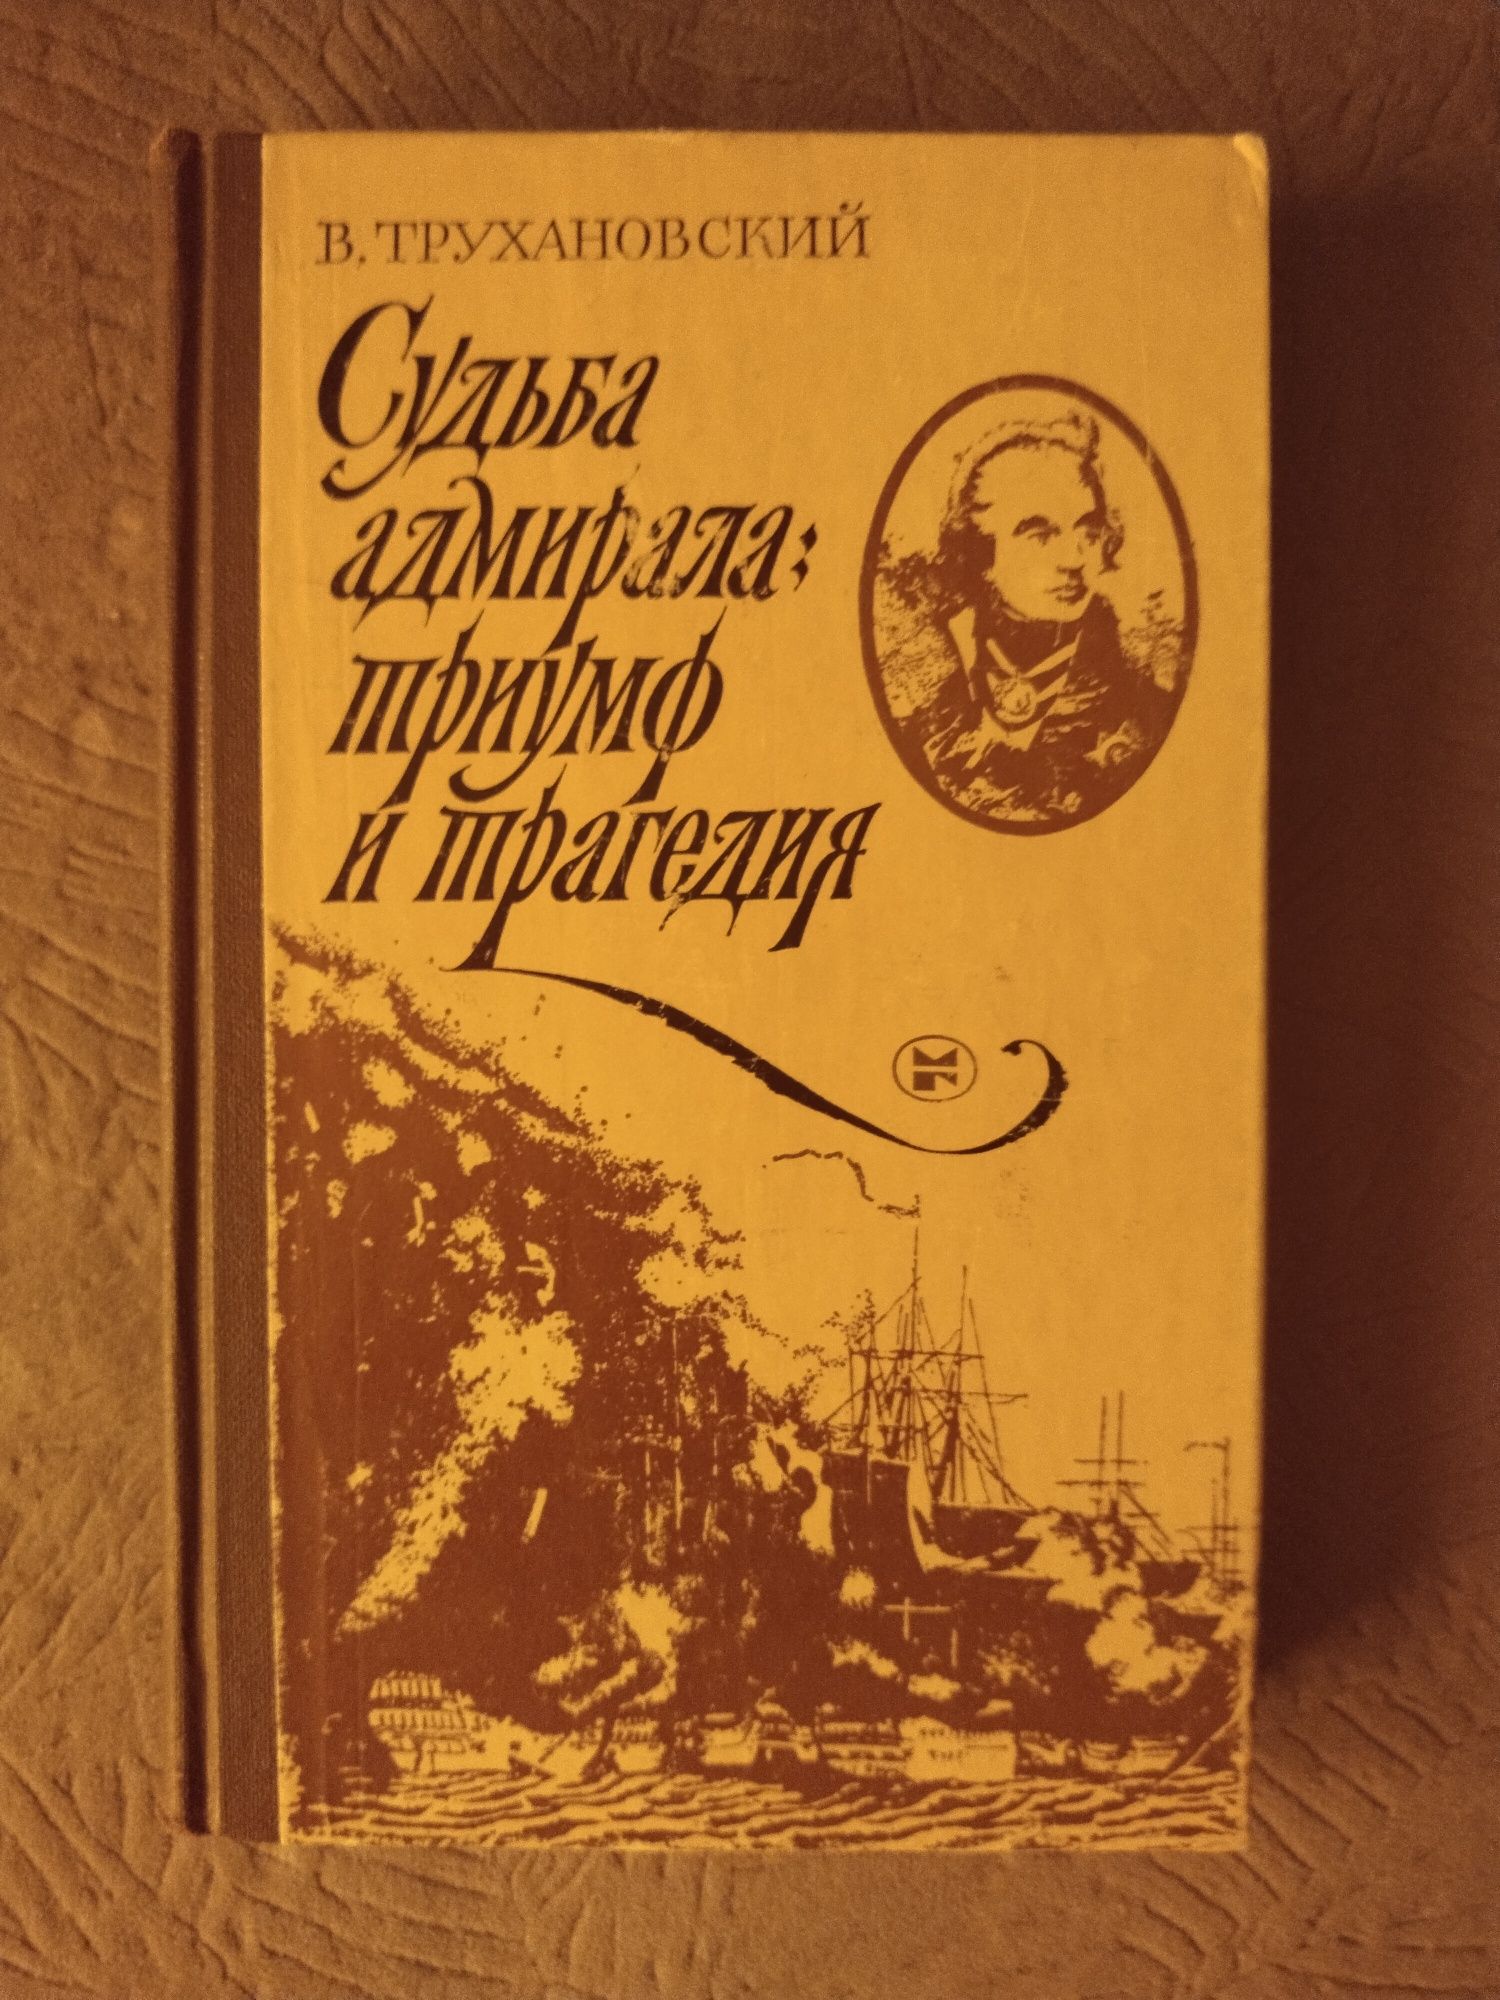 В. ТРУХАНОВСКИЙ
Судьба
адмирала:
триумф
и трагедия